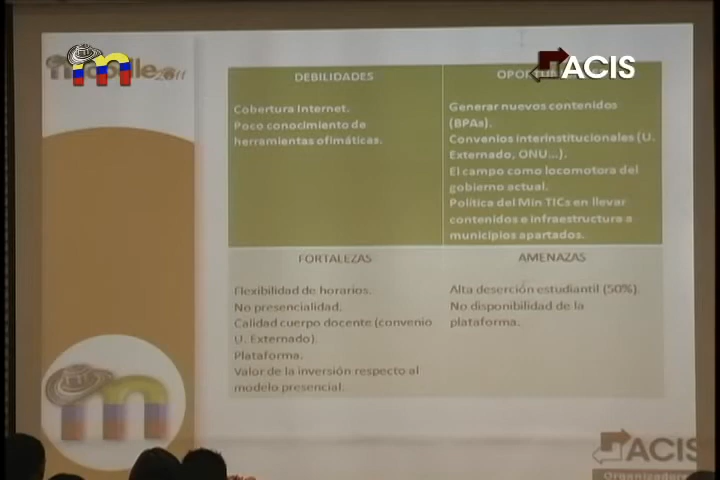 ACIS
DEBILIDADES
Cobertura Internet.
Poco conocimiento de
herramientas ofimáticas.
Generar nuevos contenidos
(BPAs).
Convenios interinstitucionales (U.
Externado, ONU...).
El campo como locomotora del
gobierno actual.
Política del Min TICs en llevar
contenidos e infraestructura a
municipios apartados.
FORTALEZAS
Flexibilidad de horarios.
No presencialidad.
Calidad cuerpo docente (convenio
U. Externado).
Plataforma.
Valor de la inversión respecto al
modelo presencial.
AMENAZAS
Alta deserción estudiantil (50%).
No disponibilidad de la
plataforma.
ACIS
Organizadores